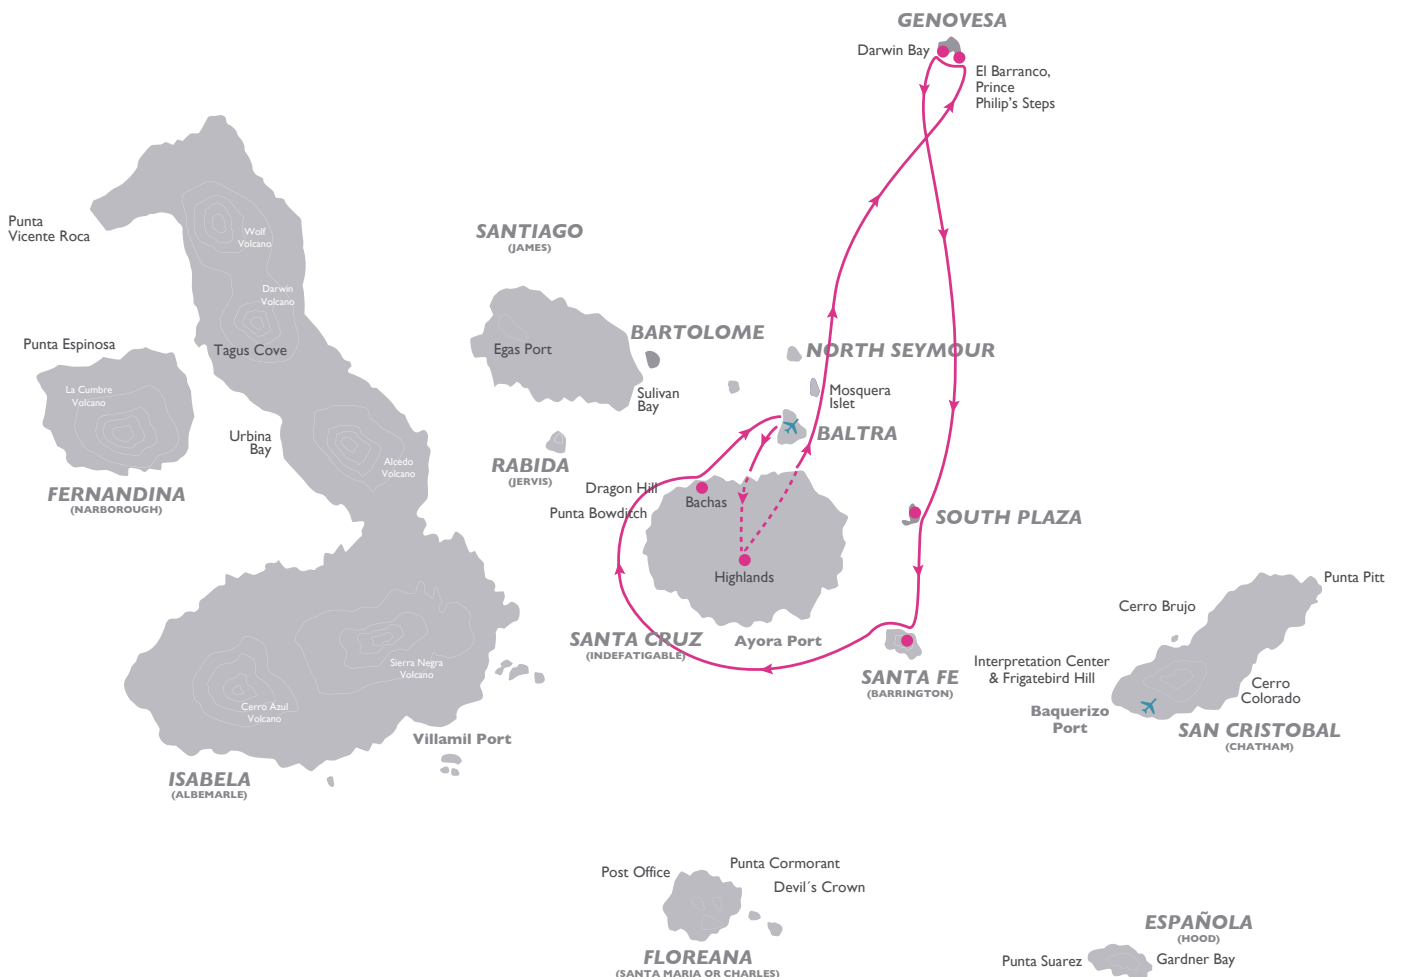 GENOVESA
Darwin Bay
El Barranco,
Prince
Philip's Steps
Punta
Vicente Roca
Wolf
Volcano
SANTIAGO
(JAMES)
Darwin
Volcano
BARTOLOME
Punta Espinosa
Tagus Cove
Egas Port
NORTH SEYMOUR
La Cumbre
Volcano
Sulivan
Bay
Mosquera
Islet
Urbina
Bay
BALTRA
Alcedo
Volcano
RABIDA
(JERVIS)
FERNANDINA
(NARBOROUGH)
Dragon Hill
Bachas
Punta Bowditch
SOUTH PLAZA
Highlands
Punta Pitt
Cerro Brujo
SANTA CRUZ
(INDEFATIGABLE)
Ayora Port
Sierra Negra
Volcano
SANTA FE
(BARRINGTON)
Interpretation Center
& Frigatebird Hill
Cerro
Colorado
Cerro Azul
Volcano
Baquerizo
Port
SAN CRISTOBAL
(CHATHAM)
Villamil Port
ISABELA
(ALBEMARLE)
Post Office
Punta Cormorant
Devil´s Crown
ESPAÑOLA
(HOOD)
FLOREANA
(SANTA MARIA OR CHARLES)
Punta Suarez
Gardner Bay